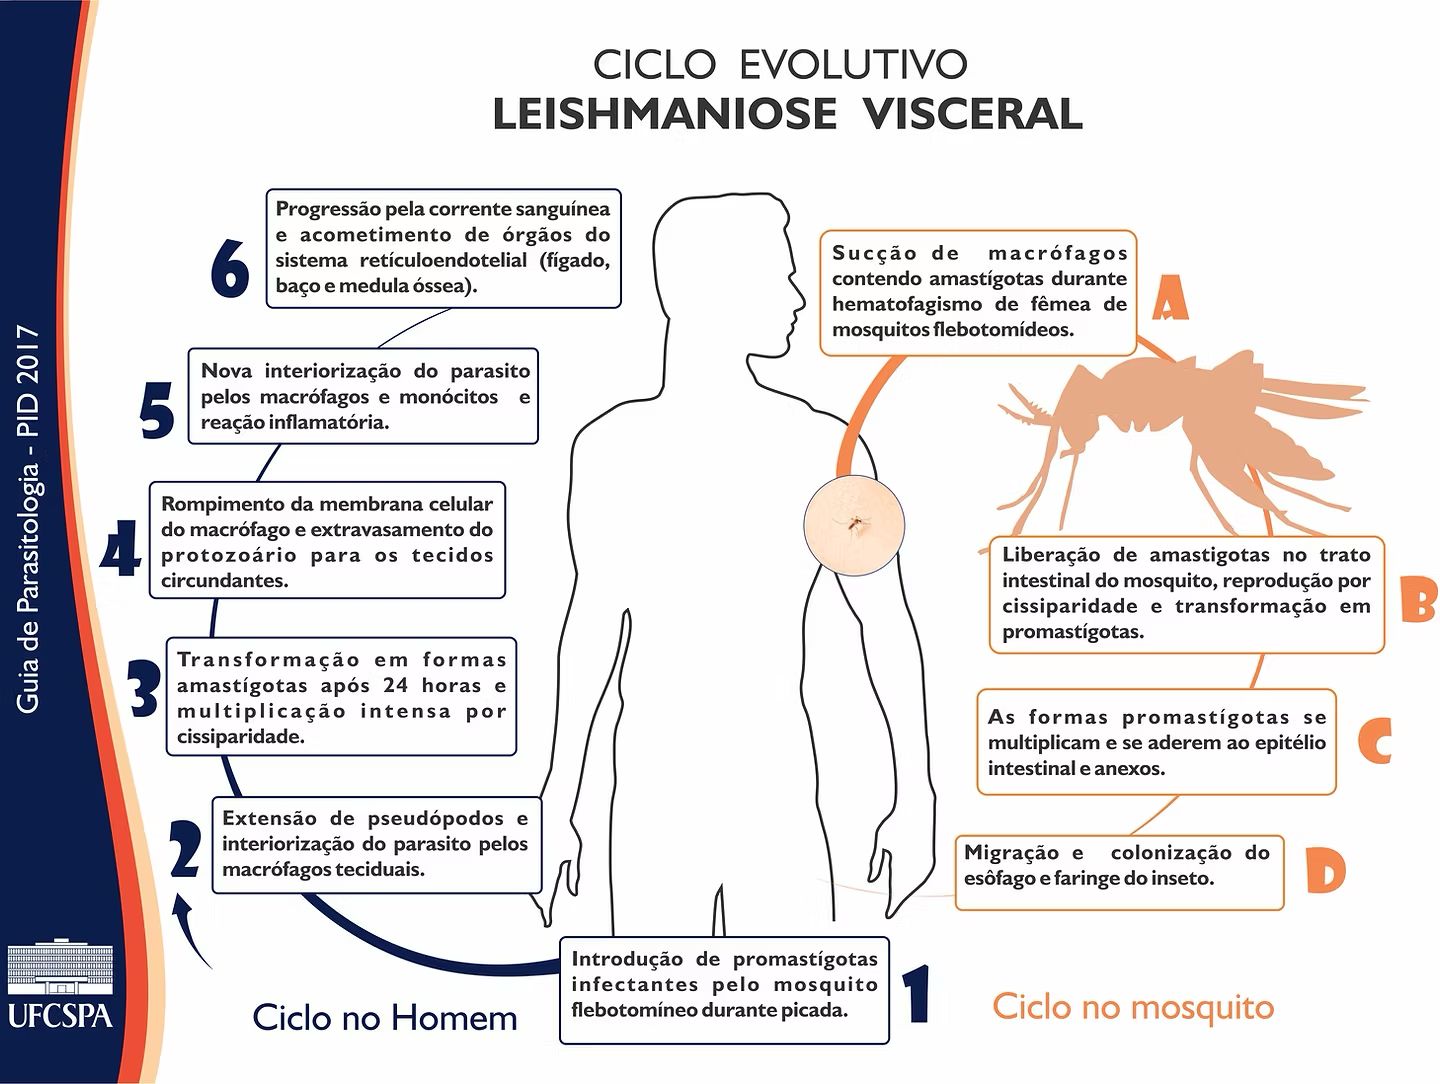 CICLO EVOLUTIVO
LEISHMANIOSE VISCERAL
6
Progressão pela corrente sanguínea
e acometimento de órgãos do
sistema retículoendotelial (fígado,
baço e medula óssea).
5
Nova interiorização do parasito
pelos macrófagos e monócitos e
reação inflamatória.
4
Rompimento da membrana celular
do macrófago e extravasamento do
protozoário para os tecidos
circundantes.
3
Transformação em formas
amastígotas após 24 horas e
multiplicação intensa por
cissiparidade.
2
Extensão de pseudópodos e
interiorização do parasito pelos
macrófagos teciduais.
Introdução de promastígotas
infectantes pelo mosquito
flebotomíneo durante picada.
1
Ciclo no Homem
Sucção de macrófagos
contendo amastígotas durante
hematofagismo de fêmea de
mosquitos flebotomídeos.
A
Liberação de amastigotas no trato
intestinal do mosquito, reprodução por
cissiparidade e transformação em
promastígotas.
B
As formas promastígotas se
multiplicam e se aderem ao epitélio
intestinal e anexos.
C
Migração e colonização do
esôfago e faringe do inseto.
D
Ciclo no mosquito
Guia de Parasitologia - PID 2017
UFCSPA